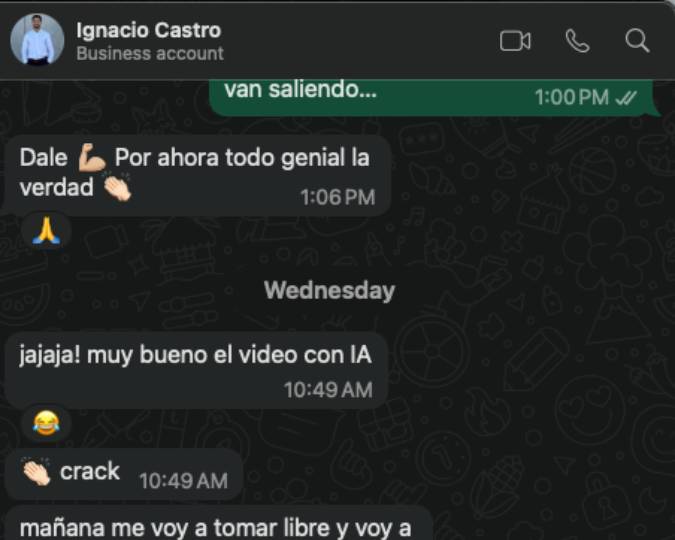 Ignacio Castro
Business account
van saliendo...
1:00 PM
Dale 💪🏻 Por ahora todo genial la
verdad 👏🏻
1:06 PM
🙏
Wednesday
jajaja! muy bueno el video con IA
10:49 AM
😂
👏🏻 crack 10:49 AM
mañana me voy a tomar libre y voy a